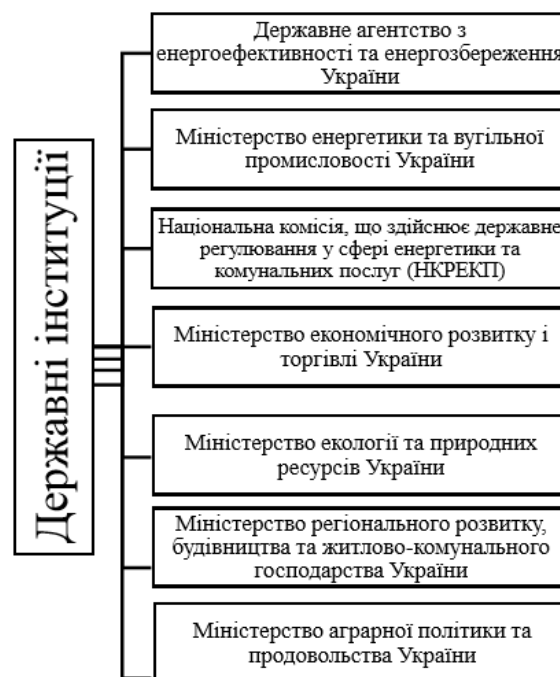 Державні інституції
Державне агентство з
енергоефективності та енергозбереження
України
Міністерство енергетики та вугільної
промисловості України
Національна комісія, що здійснює державне
регулювання у сфері енергетики та
комунальних послуг (НКРЕКП)
Міністерство економічного розвитку і
торгівлі України
Міністерство екології та природних
ресурсів України
Міністерство регіонального розвитку,
будівництва та житлово-комунального
господарства України
Міністерство аграрної політики та
продовольства України